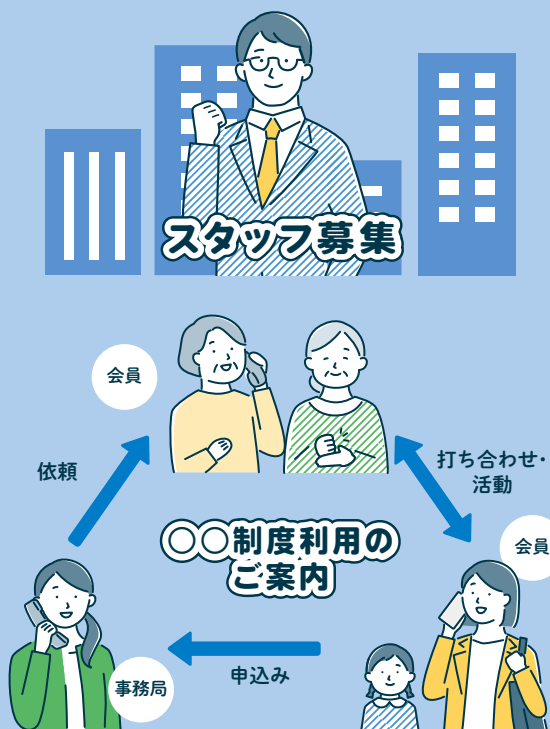 スタッフ募集
会員
依頼
打ち合わせ・
活動
会員
○○制度利用の
ご案内
事務局
申込み